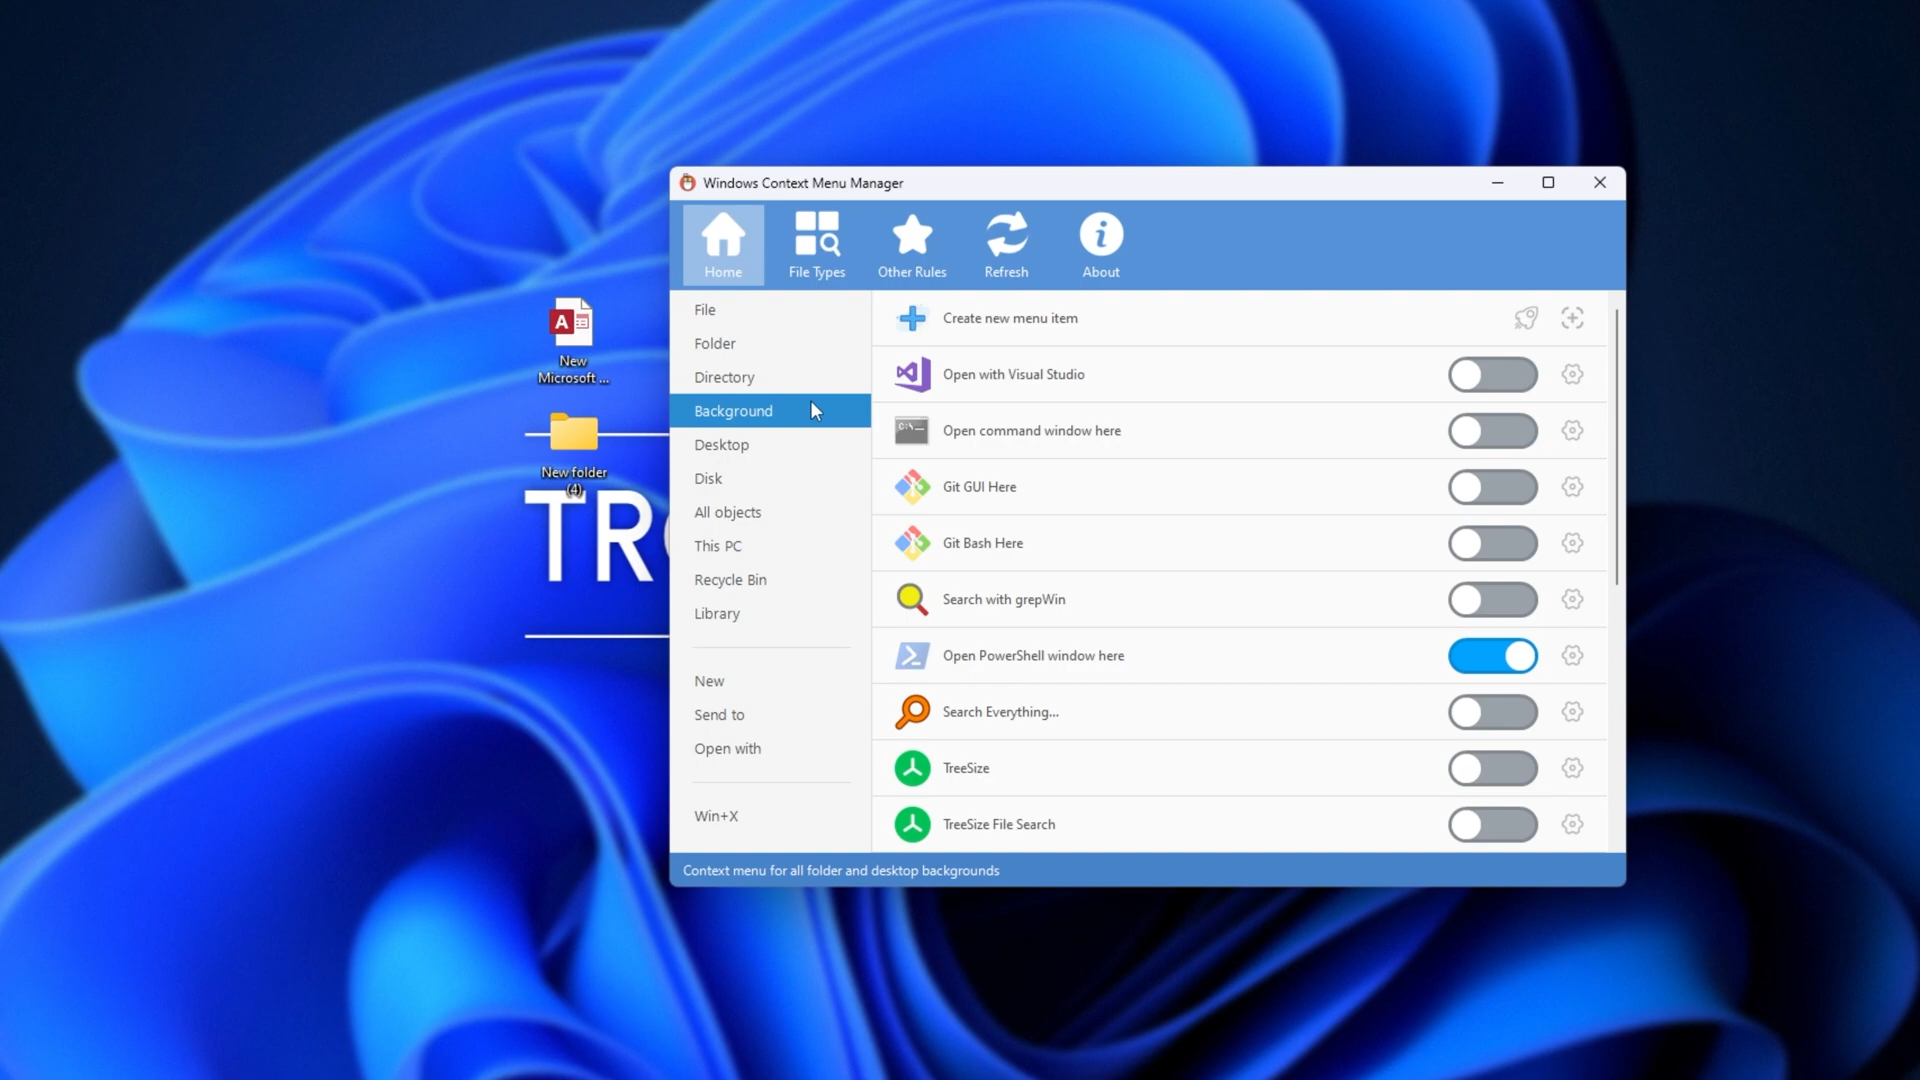 Windows Context Menu Manager
Home
File Types
Other Rules
Refresh
About
File
Folder
Directory
Background
Desktop
Disk
All objects
This PC
Recycle Bin
Library
New
Send to
Open with
Win+X
Create new menu item
Open with Visual Studio
Open command window here
Git GUI Here
Git Bash Here
Search with grepWin
Open PowerShell window here
Search Everything...
TreeSize
TreeSize File Search
Context menu for all folder and desktop backgrounds
New
Microsoft ...
New folder
(4)